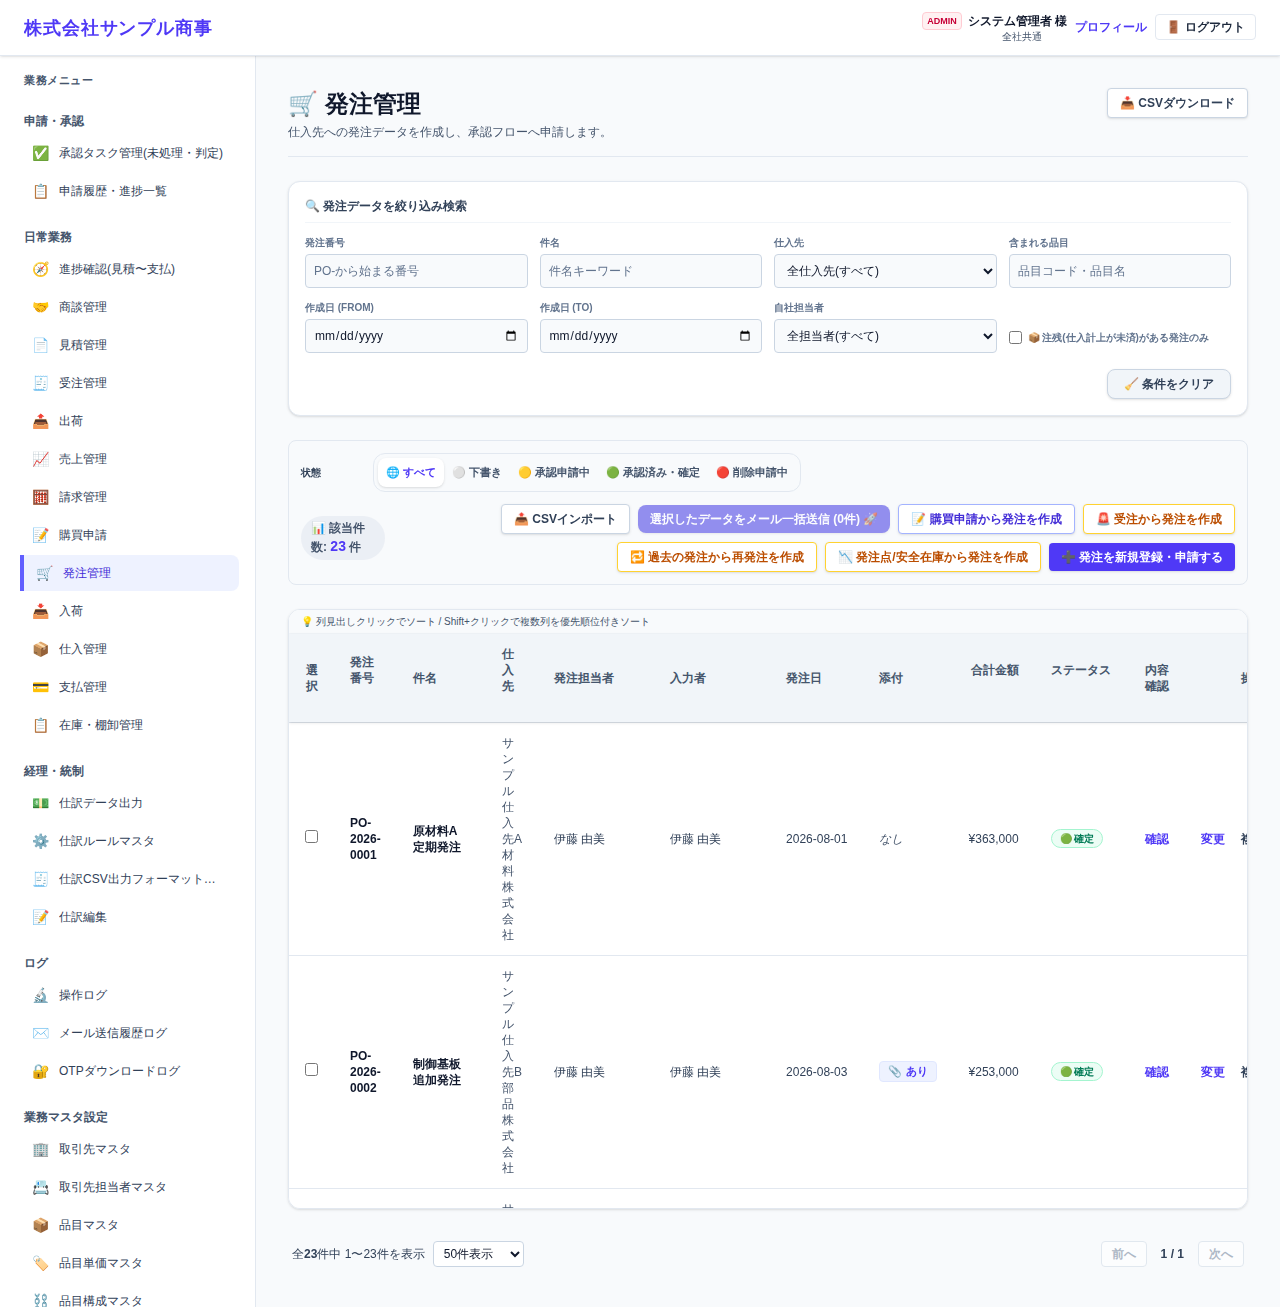 株式会社サンプル商事
ADMIN システム管理者 様
全社共通
プロフィール
🚪 ログアウト
業務メニュー
申請・承認
✅ 承認タスク管理(未処理・判定)
📋 申請履歴・進捗一覧
日常業務
🧭 進捗確認(見積〜支払)
🤝 商談管理
📄 見積管理
🧾 受注管理
📤 出荷
📈 売上管理
🧮 請求管理
📝 購買申請
🛒 発注管理
📥 入荷
📦 仕入管理
💳 支払管理
📋 在庫・棚卸管理
経理・統制
💵 仕訳データ出力
⚙️ 仕訳ルールマスタ
🧾 仕訳CSV出力フォーマット…
📝 仕訳編集
ログ
🔬 操作ログ
✉️ メール送信履歴ログ
🔐 OTPダウンロードログ
業務マスタ設定
🏢 取引先マスタ
📇 取引先担当者マスタ
📦 品目マスタ
🏷️ 品目単価マスタ
⛓️ 品目構成マスタ
🛒 発注管理
仕入先への発注データを作成し、承認フローへ申請します。
📥 CSVダウンロード
🔍 発注データを絞り込み検索
発注番号 件名 仕入先 含まれる品目
PO-から始まる番号 件名キーワード 全仕入先(すべて) 品目コード・品目名
作成日 (FROM) 作成日 (TO) 自社担当者
mm/dd/yyyy mm/dd/yyyy 全担当者(すべて) 📦 注残(仕入計上が未済)がある発注のみ
🧹 条件をクリア
状態 🌐 すべて ⚪ 下書き 🟡 承認申請中 🟢 承認済み・確定 🔴 削除申請中
📊 該当件
数: 23 件
📤 CSVインポート 選択したデータをメール一括送信 (0件) 🚀 📝 購買申請から発注を作成 🚨 受注から発注を作成
🔁 過去の発注から再発注を作成 📉 発注点/安全在庫から発注を作成 ➕ 発注を新規登録・申請する
💡 列見出しクリックでソート / Shift+クリックで複数列を優先順位付きソート
選
択
発注
番号
件名
仕
入
先
発注担当者
入力者
発注日
添付
合計金額
ステータス
内容
確認
PO-
2026-
0001
原材料A
定期発注
サ
ン
プ
ル
仕
入
先A
材
料
株
式
会
社
伊藤 由美
伊藤 由美
2026-08-01
なし
¥363,000
🟢 確定
確認
変更
PO-
2026-
0002
制御基板
追加発注
サ
ン
プ
ル
仕
入
先B
部
品
株
式
会
社
伊藤 由美
伊藤 由美
2026-08-03
📎 あり
¥253,000
🟢 確定
確認
変更
全23件中 1〜23件を表示 50件表示
前へ 1 / 1 次へ